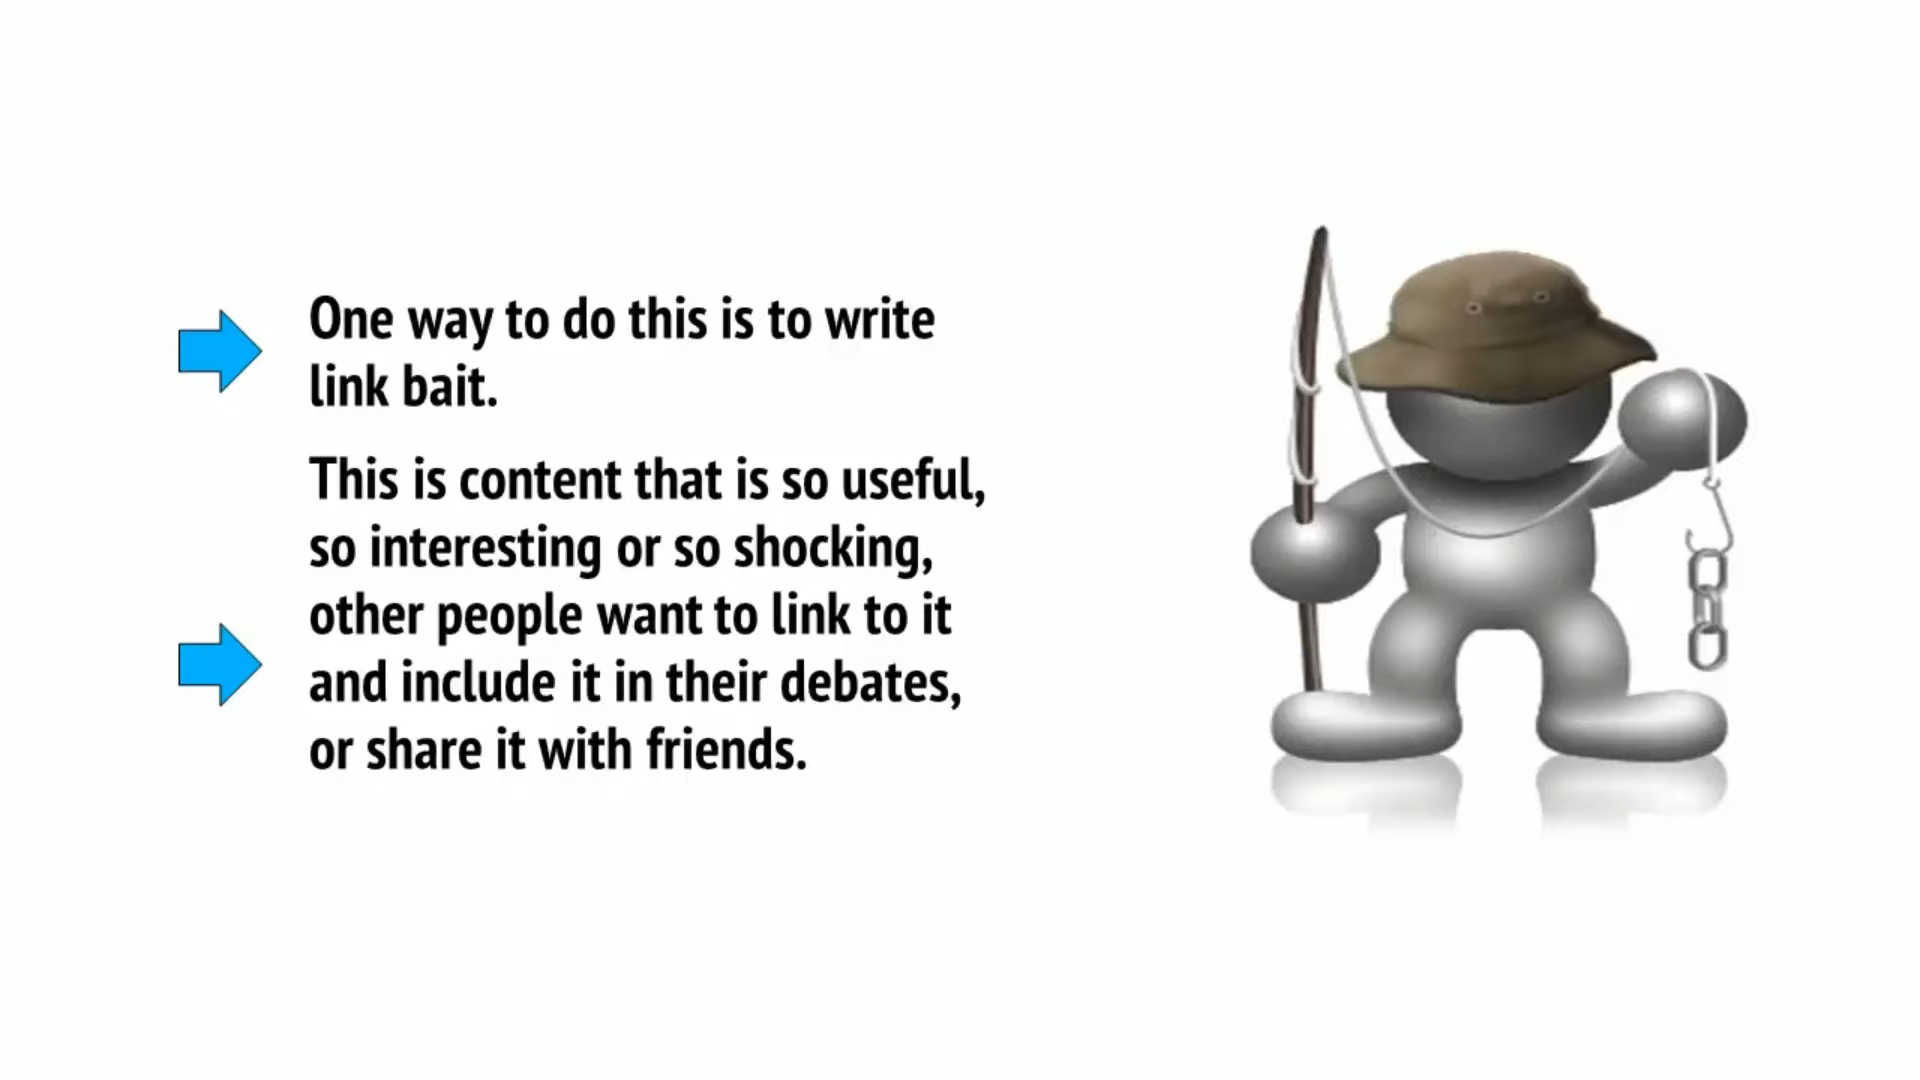 One way to do this is to write
link bait.
This is content that is so useful,
so interesting or so shocking,
other people want to link to it
and include it in their debates,
or share it with friends.